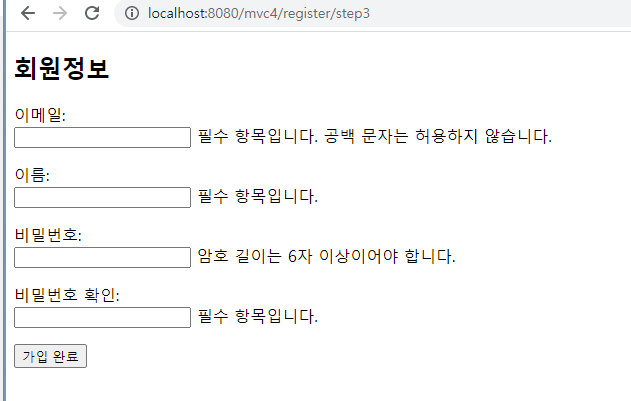 localhost:8080/mvc4/register/step3
회원정보
이메일:
필수 항목입니다. 공백 문자는 허용하지 않습니다.
이름:
필수 항목입니다.
비밀번호:
암호 길이는 6자 이상이어야 합니다.
비밀번호 확인:
필수 항목입니다.
가입 완료